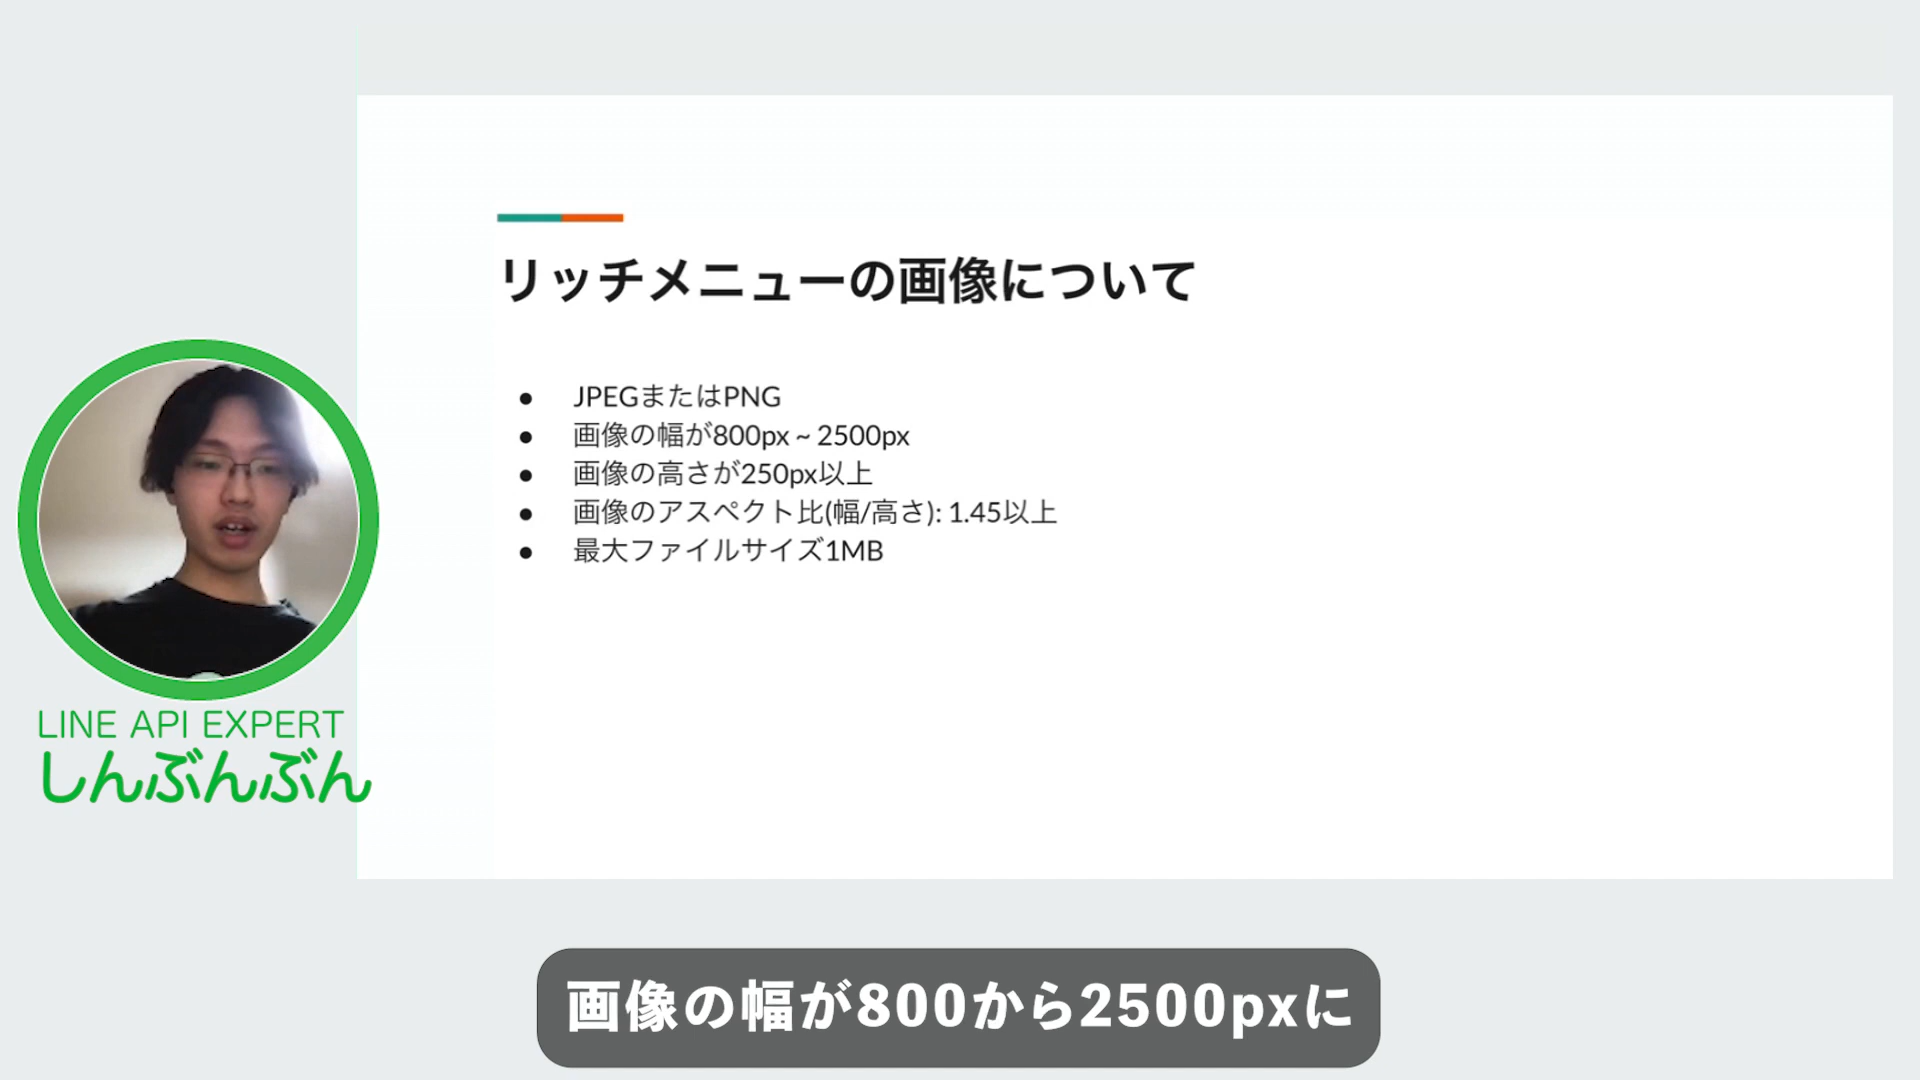 リッチメニューの画像について
● JPEGまたはPNG
● 画像の幅が800px ~ 2500px
● 画像の高さが250px以上
● 画像のアスペクト比(幅/高さ): 1.45以上
● 最大ファイルサイズ1MB
LINE API EXPERT
しんぶんぶん
画像の幅が800から2500pxに